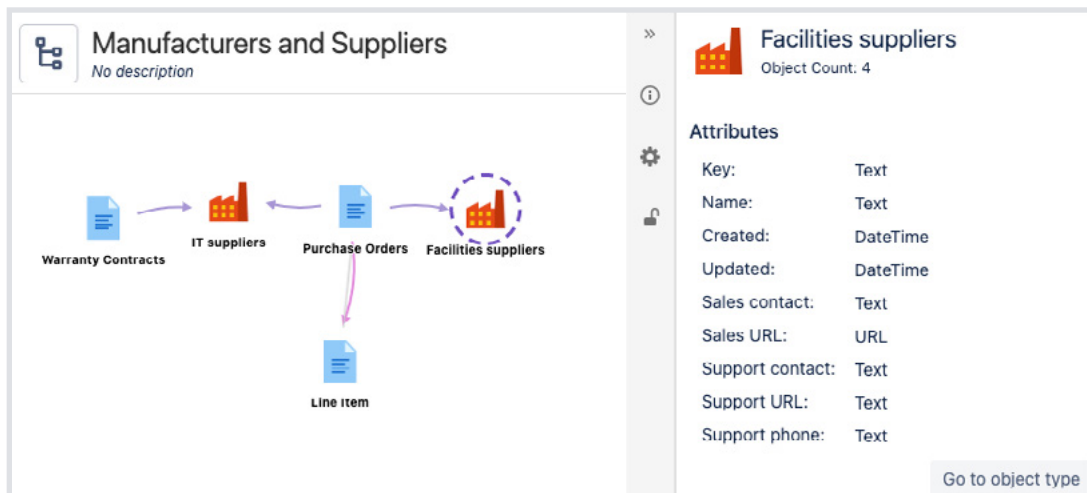 Manufacturers and Suppliers
No description
Warranty Contracts
IT suppliers
Purchase Orders
Facilities suppliers
Line Item
»
Facilities suppliers
Object Count: 4
Attributes
Key: Text
Name: Text
Created: DateTime
Updated: DateTime
Sales contact: Text
Sales URL: URL
Support contact: Text
Support URL: Text
Support phone: Text
Go to object type